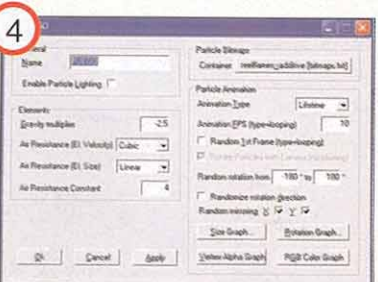 4
General
Name
Enable Particle Lighting
Elements
Gravity multiplier -2.5
Air Resistance (El. Velocity) Cubic
Air Resistance (El. Size) Linear
Air Resistance Constant 4
Ok Cancel Apply
Particle Bitmaps
Container
Particle Animation
Animation Type Lifetime
Animation FPS (type=looping) 10
Random 1st Frame (type=looping)
Random rotation from -180 ° to 180 °
Randomize rotation direction
Random mirroring X Y
Size Graph... Rotation Graph...
Vertex Alpha Graph RGB Color Graph